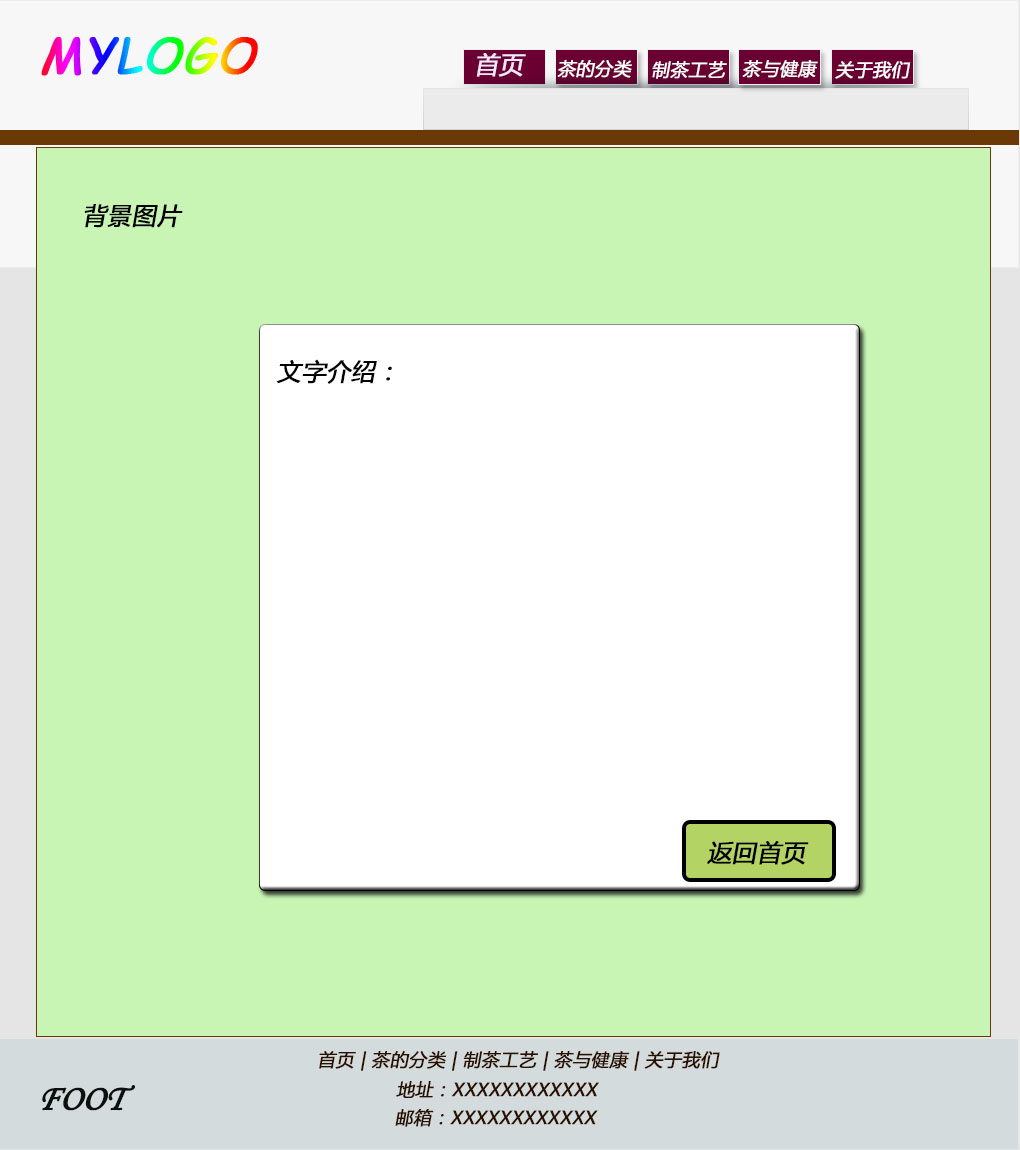 MYLOGO
首页 茶的分类 制茶工艺 茶与健康 关于我们
背景图片
文字介绍：
返回首页
首页 | 茶的分类 | 制茶工艺 | 茶与健康 | 关于我们
地址：XXXXXXXXXXXX
FOOT
邮箱：XXXXXXXXXXXX